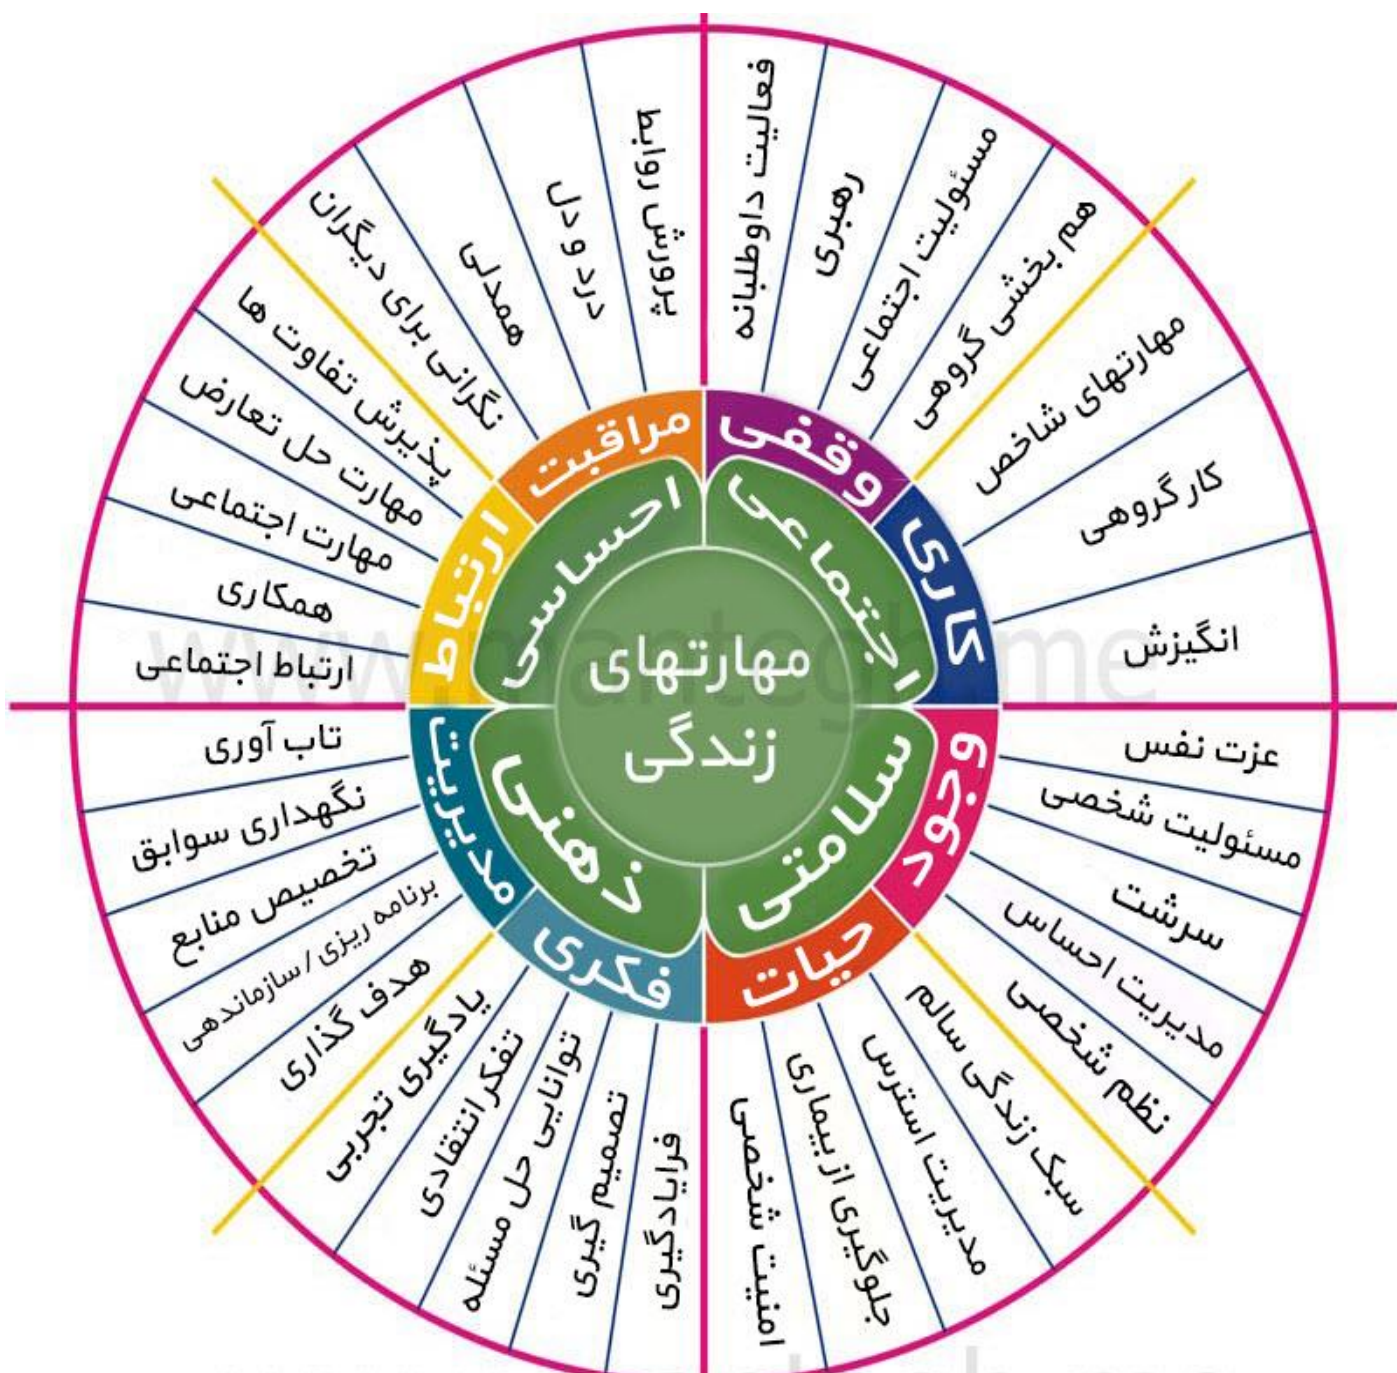 مهارتهای
زندگی
اجتماعی
وقفی
فعالیت داوطلبانه
رهبری
مسئولیت اجتماعی
هم بخشی گروهی
کاری
مهارتهای شاخص
کار گروهی
انگیزش
سلامتی
وجود
عزت نفس
مسئولیت شخصی
سرشت
مدیریت احساس
نظم شخصی
حیات
سبک زندگی سالم
مدیریت استرس
جلوگیری از بیماری
امنیت شخصی
ذهنی
فکری
فرایادگیری
تصمیم گیری
توانایی حل مسئله
تفکر انتقادی
یادگیری تجربی
مدیریت
هدف گذاری
برنامه ریزی / سازماندهی
تخصیص منابع
نگهداری سوابق
تاب آوری
احساسی
ارتباط
ارتباط اجتماعی
همکاری
مهارت اجتماعی
مهارت حل تعارض
پذیرش تفاوت ها
مراقبت
نگرانی برای دیگران
همدلی
درد و دل
پرورش روابط
www.mantegh.me